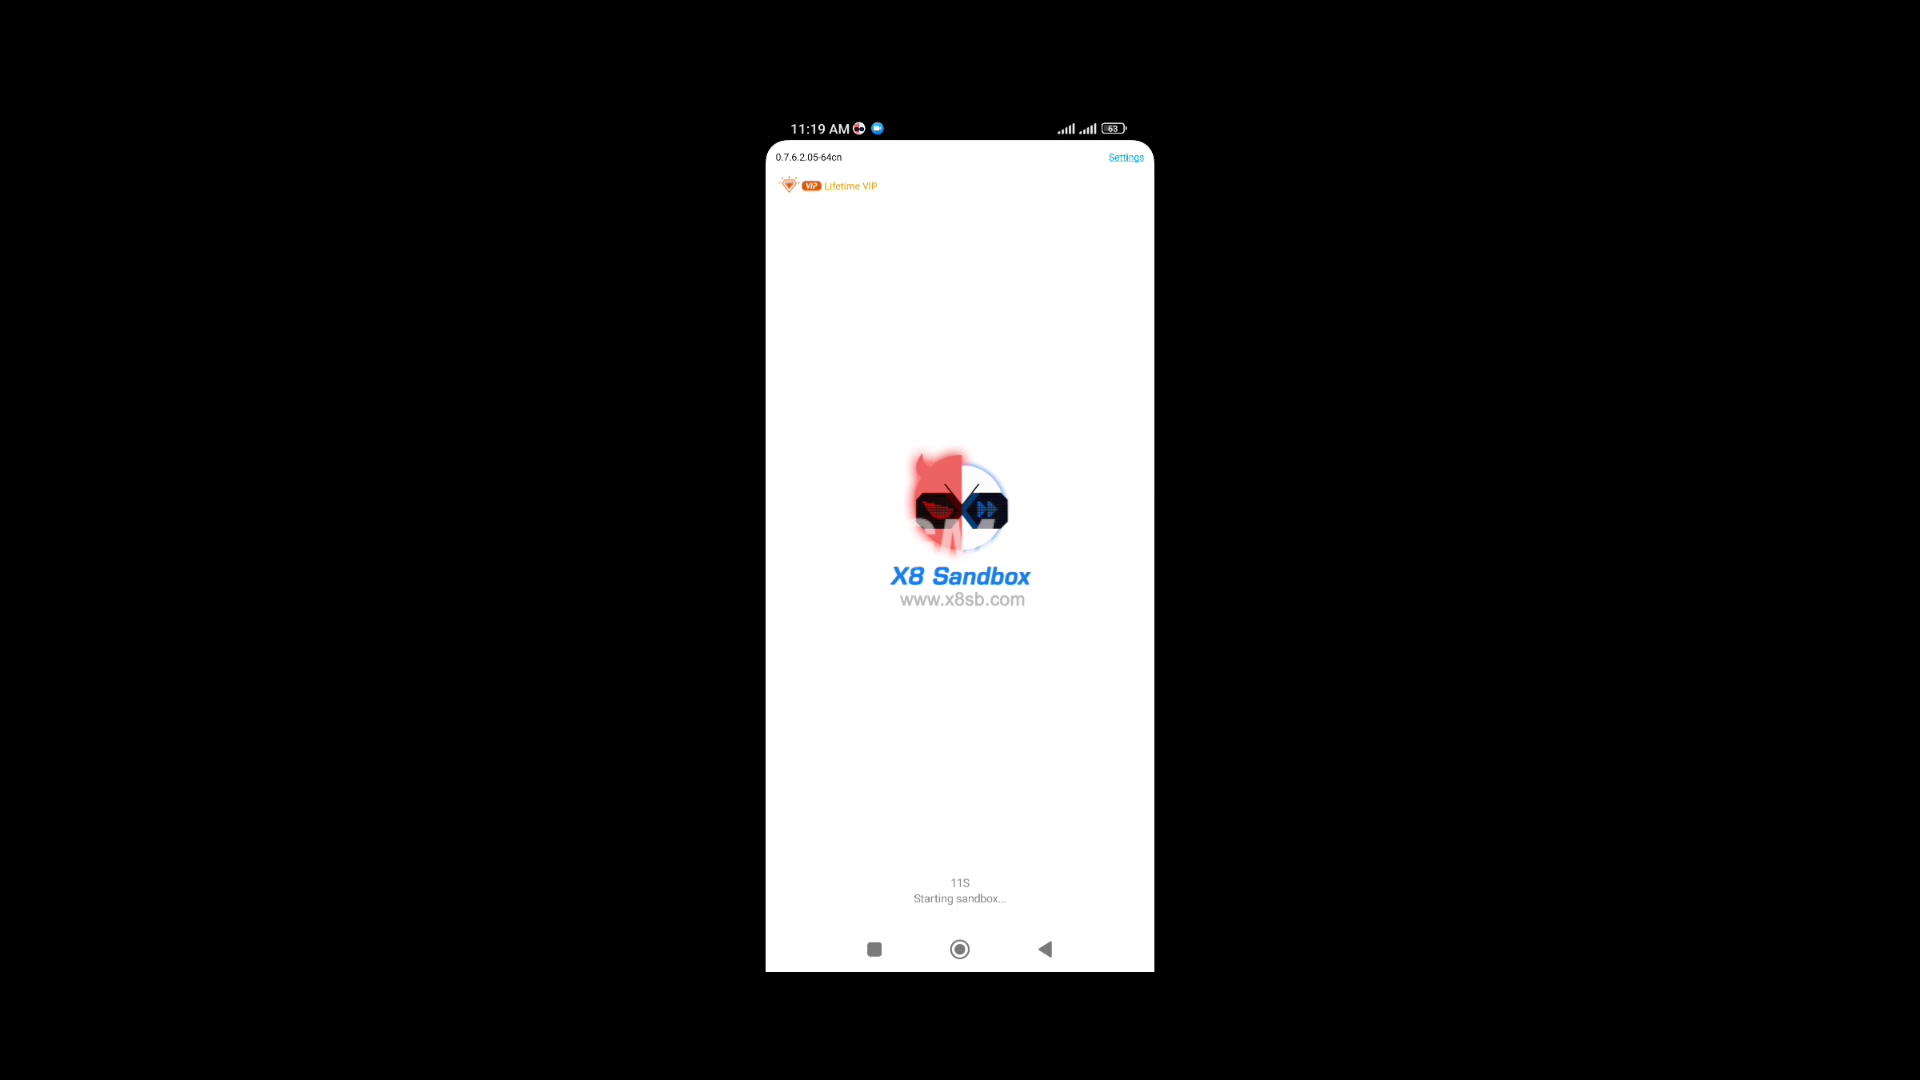 11:19 AM
63
0.7.6.2.05-64cn
Settings
VIP Lifetime VIP
X8 Sandbox
www.x8sb.com
11S
Starting sandbox...